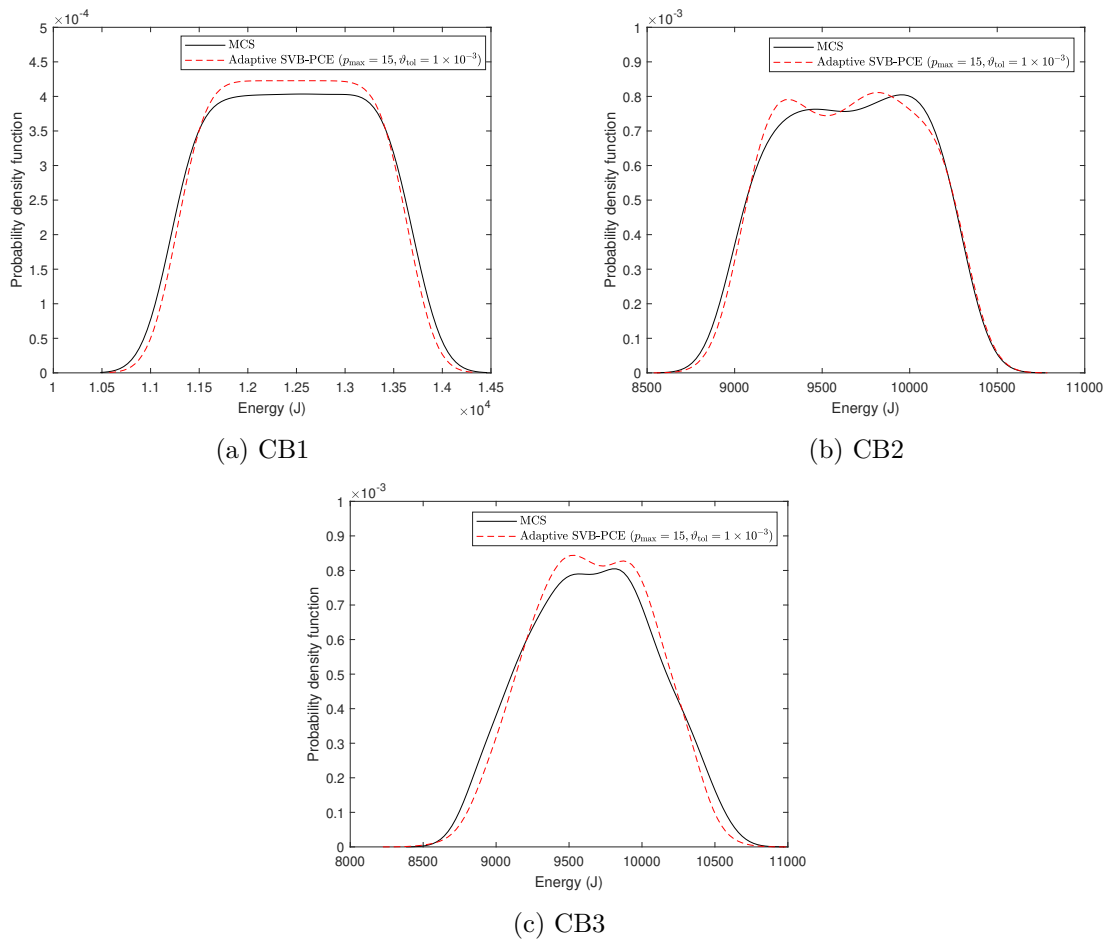 ×10⁻⁴
5
4.5
4
3.5
3
2.5
2
1.5
1
0.5
0
Probability density function
MCS
Adaptive SVB-PCE (p_max = 15, ϑ_tol = 1 × 10⁻³)
1 1.05 1.1 1.15 1.2 1.25 1.3 1.35 1.4 1.45
Energy (J)
×10⁴
(a) CB1
×10⁻³
1
0.9
0.8
0.7
0.6
0.5
0.4
0.3
0.2
0.1
0
Probability density function
MCS
Adaptive SVB-PCE (p_max = 15, ϑ_tol = 1 × 10⁻³)
8500 9000 9500 10000 10500 11000
Energy (J)
(b) CB2
×10⁻³
1
0.9
0.8
0.7
0.6
0.5
0.4
0.3
0.2
0.1
0
Probability density function
MCS
Adaptive SVB-PCE (p_max = 15, ϑ_tol = 1 × 10⁻³)
8000 8500 9000 9500 10000 10500 11000
Energy (J)
(c) CB3